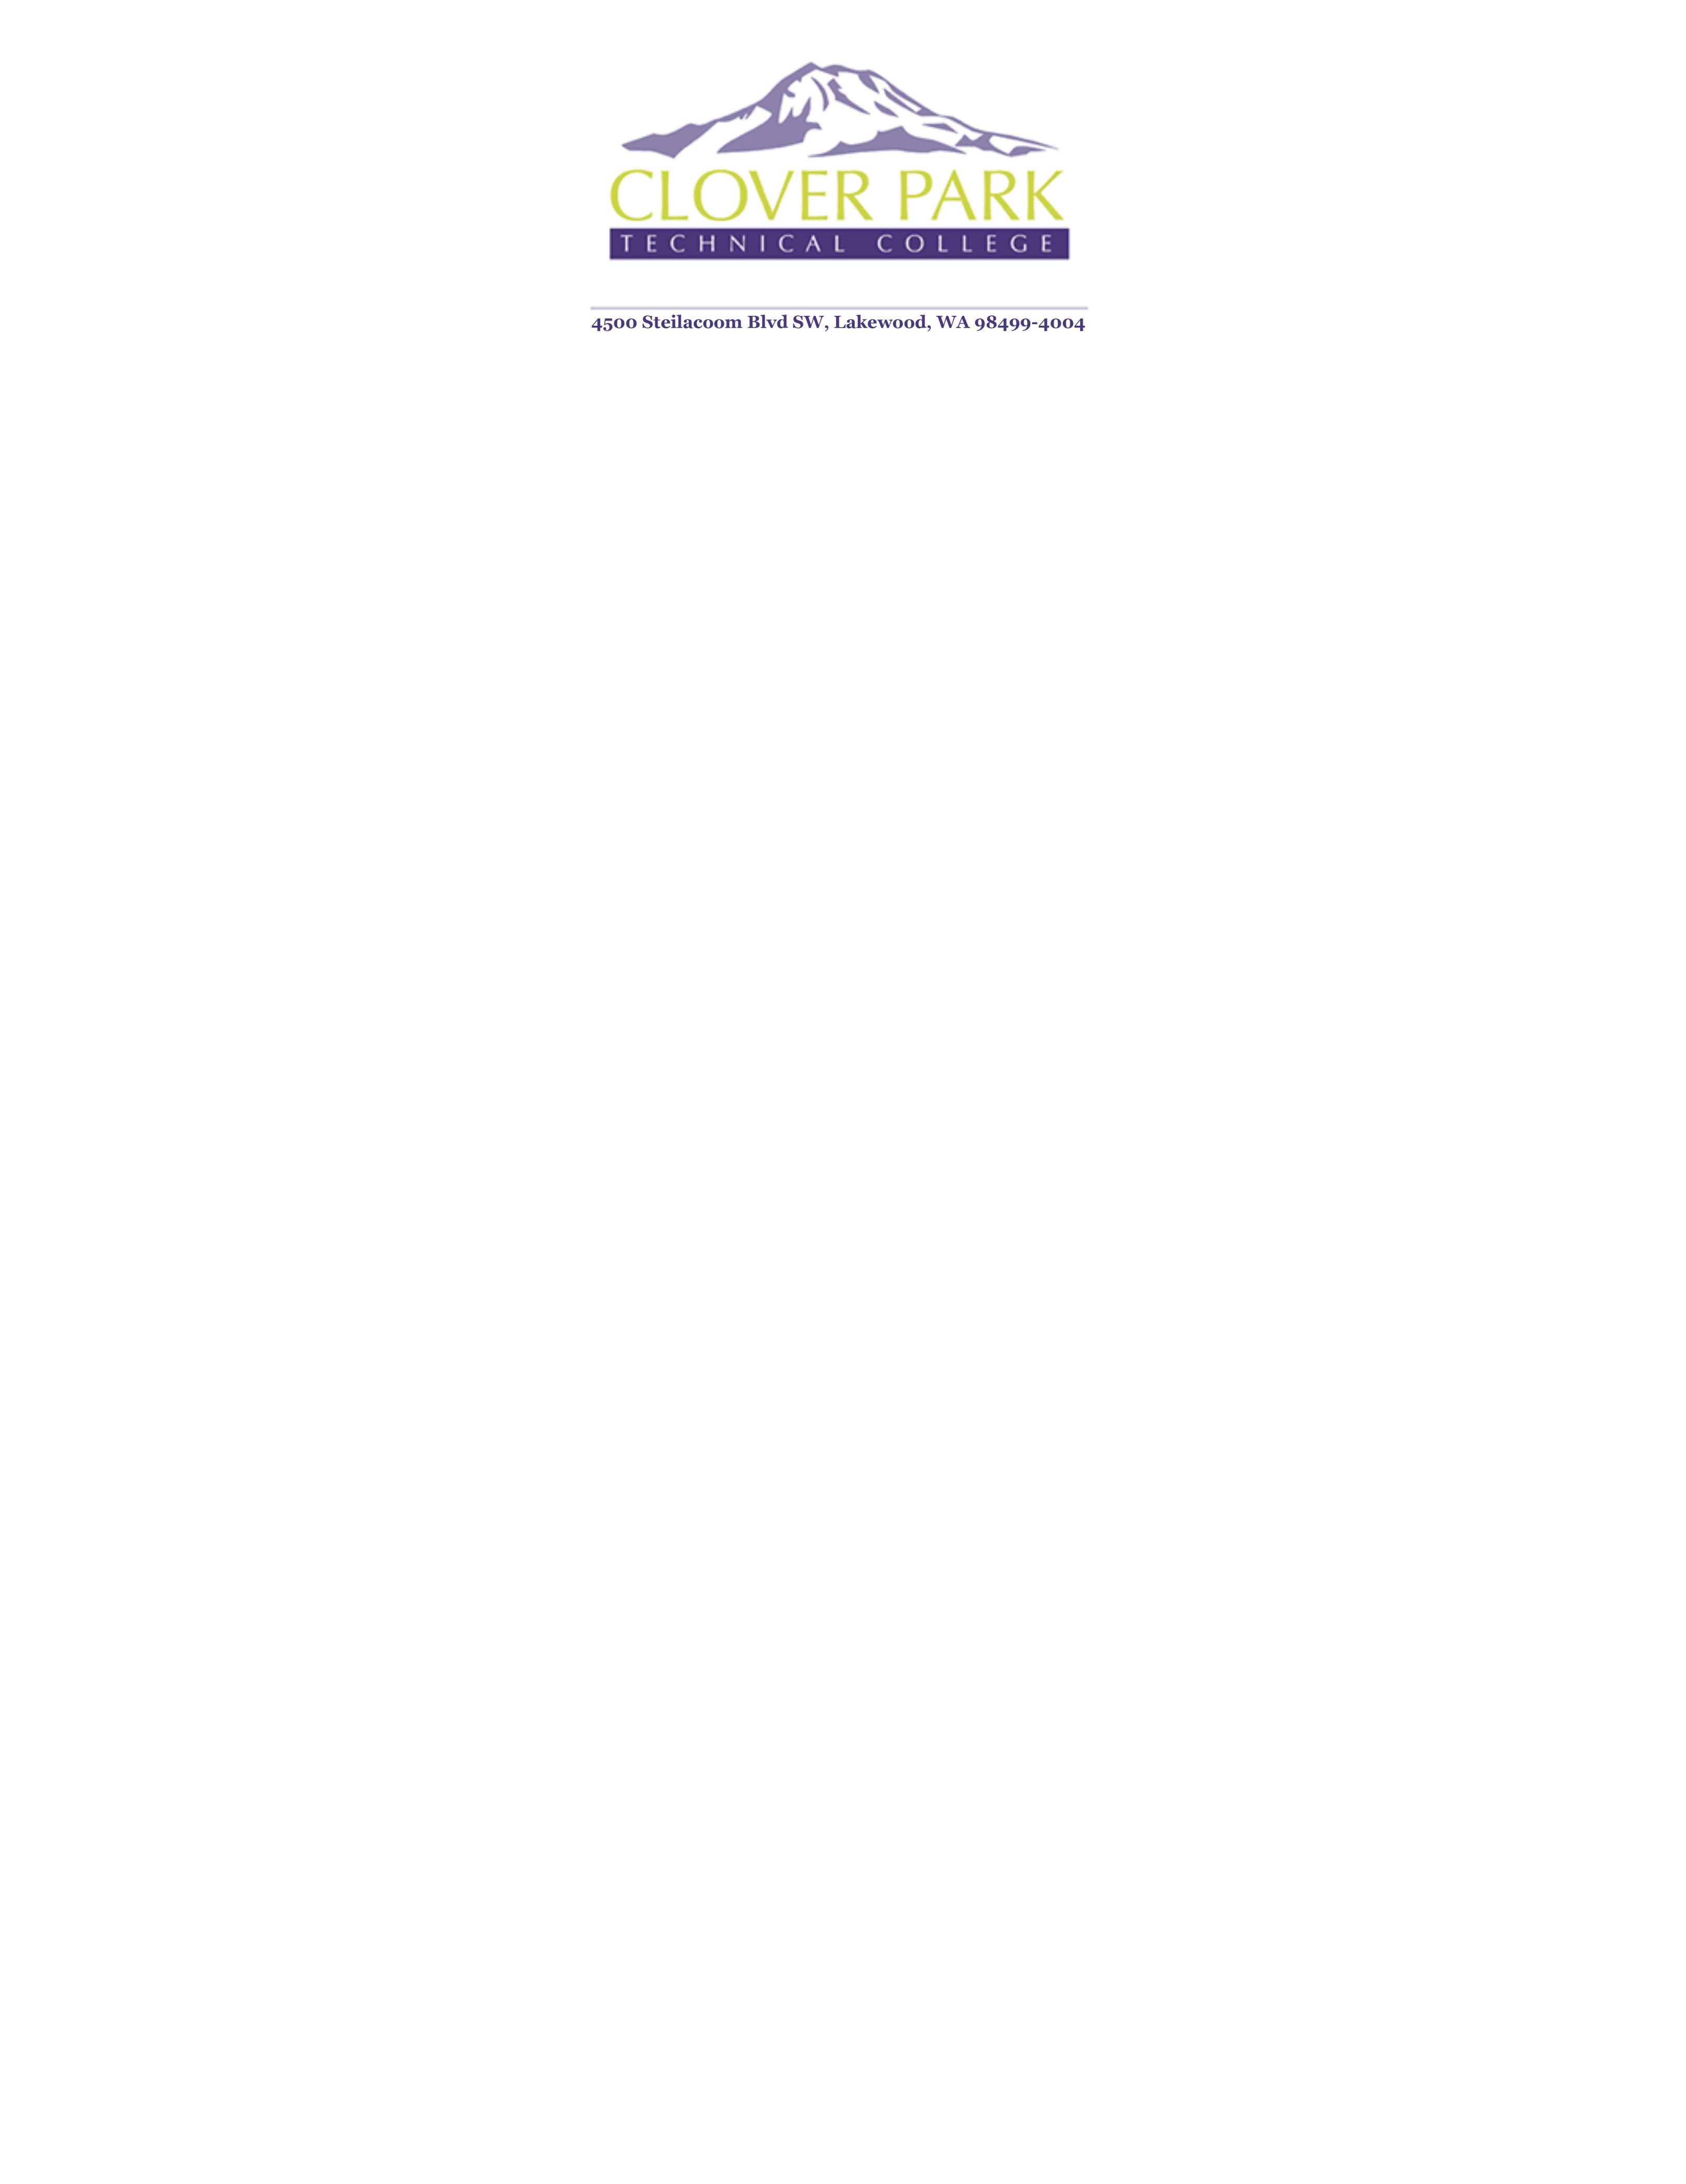 CLOVER PARK
TECHNICAL COLLEGE
4500 Steilacoom Blvd SW, Lakewood, WA 98499-4004